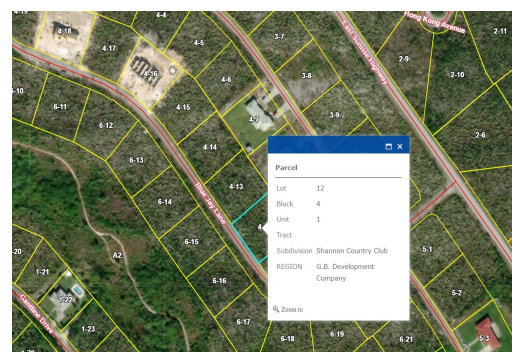 4-4
Hong Kong Avenue
2-11
4-18
4-17
4-5
3-7
East Sunrise Highway
2-9
4-16
4-6
3-8
2-10
6-10
6-11
4-15
4-7
3-9
6-12
2-6
4-14
6-13
4-13
Blue Jay Lane
6-14
6-15
A2
6-16
5-1
1-21
5-2
1-22
Cantine Drive
1-23
6-17
6-18
6-19
6-21
5-3
Parcel
Lot 12
Block 4
Unit 1
Tract
Subdivision Shannon Country Club
REGION G.B. Development
Company
Zoom to